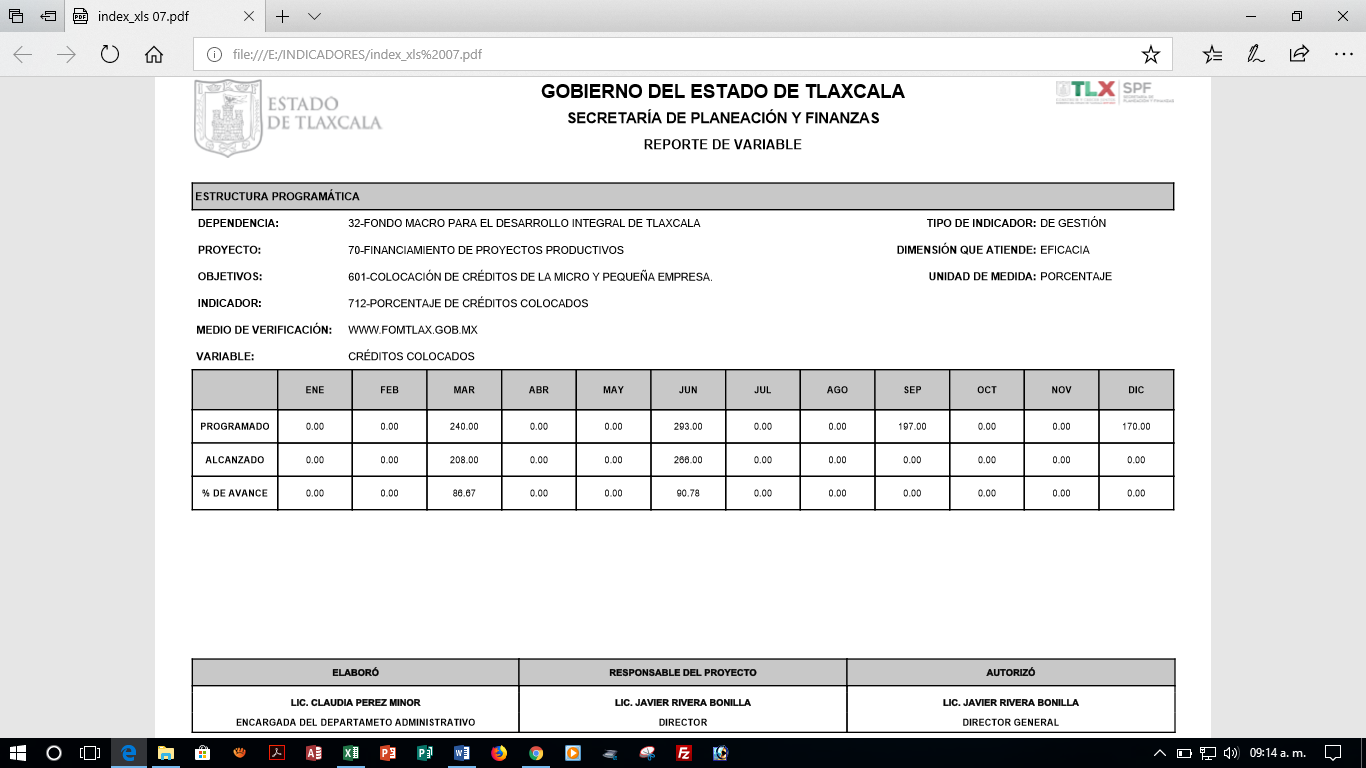 index_xls 07.pdf
file:///E:/INDICADORES/index_xls%2007.pdf
ESTADO
DE TLAXCALA
GOBIERNO DEL ESTADO DE TLAXCALA
SECRETARÍA DE PLANEACIÓN Y FINANZAS
REPORTE DE VARIABLE
TLX SPF
ESTRUCTURA PROGRAMÁTICA
DEPENDENCIA: 32-FONDO MACRO PARA EL DESARROLLO INTEGRAL DE TLAXCALA TIPO DE INDICADOR: DE GESTIÓN
PROYECTO: 70-FINANCIAMIENTO DE PROYECTOS PRODUCTIVOS DIMENSIÓN QUE ATIENDE: EFICACIA
OBJETIVOS: 601-COLOCACIÓN DE CRÉDITOS DE LA MICRO Y PEQUEÑA EMPRESA. UNIDAD DE MEDIDA: PORCENTAJE
INDICADOR: 712-PORCENTAJE DE CRÉDITOS COLOCADOS
MEDIO DE VERIFICACIÓN: WWW.FOMTLAX.GOB.MX
VARIABLE: CRÉDITOS COLOCADOS
ENE FEB MAR ABR MAY JUN JUL AGO SEP OCT NOV DIC
PROGRAMADO 0.00 0.00 240.00 0.00 0.00 293.00 0.00 0.00 197.00 0.00 0.00 170.00
ALCANZADO 0.00 0.00 208.00 0.00 0.00 266.00 0.00 0.00 0.00 0.00 0.00 0.00
% DE AVANCE 0.00 0.00 86.67 0.00 0.00 90.78 0.00 0.00 0.00 0.00 0.00 0.00
ELABORÓ RESPONSABLE DEL PROYECTO AUTORIZÓ
LIC. CLAUDIA PEREZ MINOR LIC. JAVIER RIVERA BONILLA LIC. JAVIER RIVERA BONILLA
ENCARGADA DEL DEPARTAMETO ADMINISTRATIVO DIRECTOR DIRECTOR GENERAL
09:14 a. m.